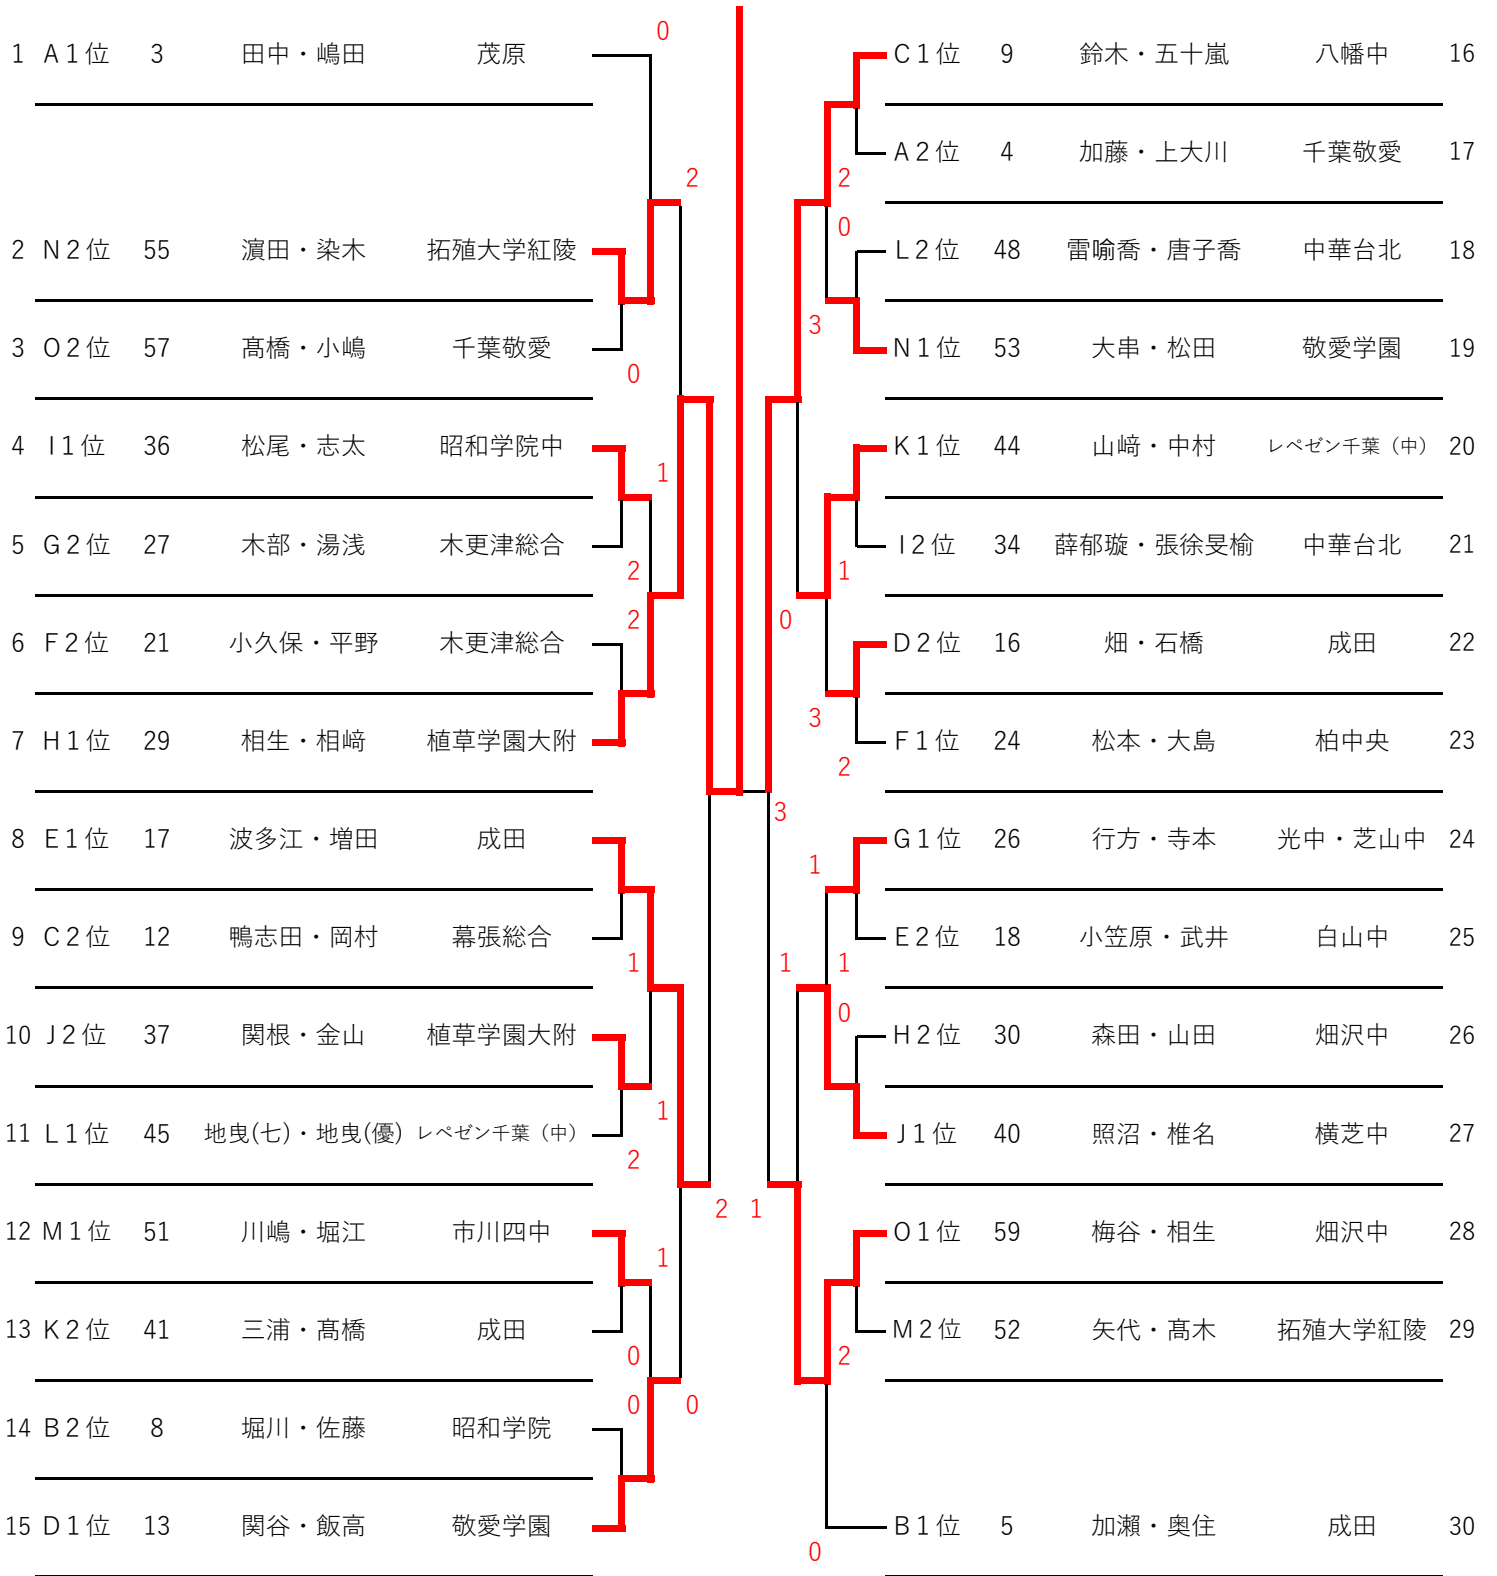 0
1 A1位 3 田中・嶋田 茂原
C1位 9 鈴木・五十嵐 八幡中 16
A2位 4 加藤・上大川 千葉敬愛 17
2
2
0
2 N2位 55 濵田・染木 拓殖大学紅陵
L2位 48 雷喻喬・唐子喬 中華台北 18
3
3 O2位 57 髙橋・小嶋 千葉敬愛
N1位 53 大串・松田 敬愛学園 19
0
4 I1位 36 松尾・志太 昭和学院中
K1位 44 山﨑・中村 レペゼン千葉（中） 20
1
5 G2位 27 木部・湯浅 木更津総合
I2位 34 薛郁璇・張徐旻榆 中華台北 21
2
1
2
0
6 F2位 21 小久保・平野 木更津総合
D2位 16 畑・石橋 成田 22
3
7 H1位 29 相生・相﨑 植草学園大附
F1位 24 松本・大島 柏中央 23
2
3
8 E1位 17 波多江・増田 成田
G1位 26 行方・寺本 光中・芝山中 24
1
9 C2位 12 鴨志田・岡村 幕張総合
E2位 18 小笠原・武井 白山中 25
1
1
1
0
10 J2位 37 関根・金山 植草学園大附
H2位 30 森田・山田 畑沢中 26
1
11 L1位 45 地曳(七)・地曳(優) レペゼン千葉（中）
J1位 40 照沼・椎名 横芝中 27
2
2 1
12 M1位 51 川嶋・堀江 市川四中
O1位 59 梅谷・相生 畑沢中 28
1
13 K2位 41 三浦・髙橋 成田
M2位 52 矢代・髙木 拓殖大学紅陵 29
0
2
0
0
14 B2位 8 堀川・佐藤 昭和学院
15 D1位 13 関谷・飯高 敬愛学園
B1位 5 加瀨・奥住 成田 30
0